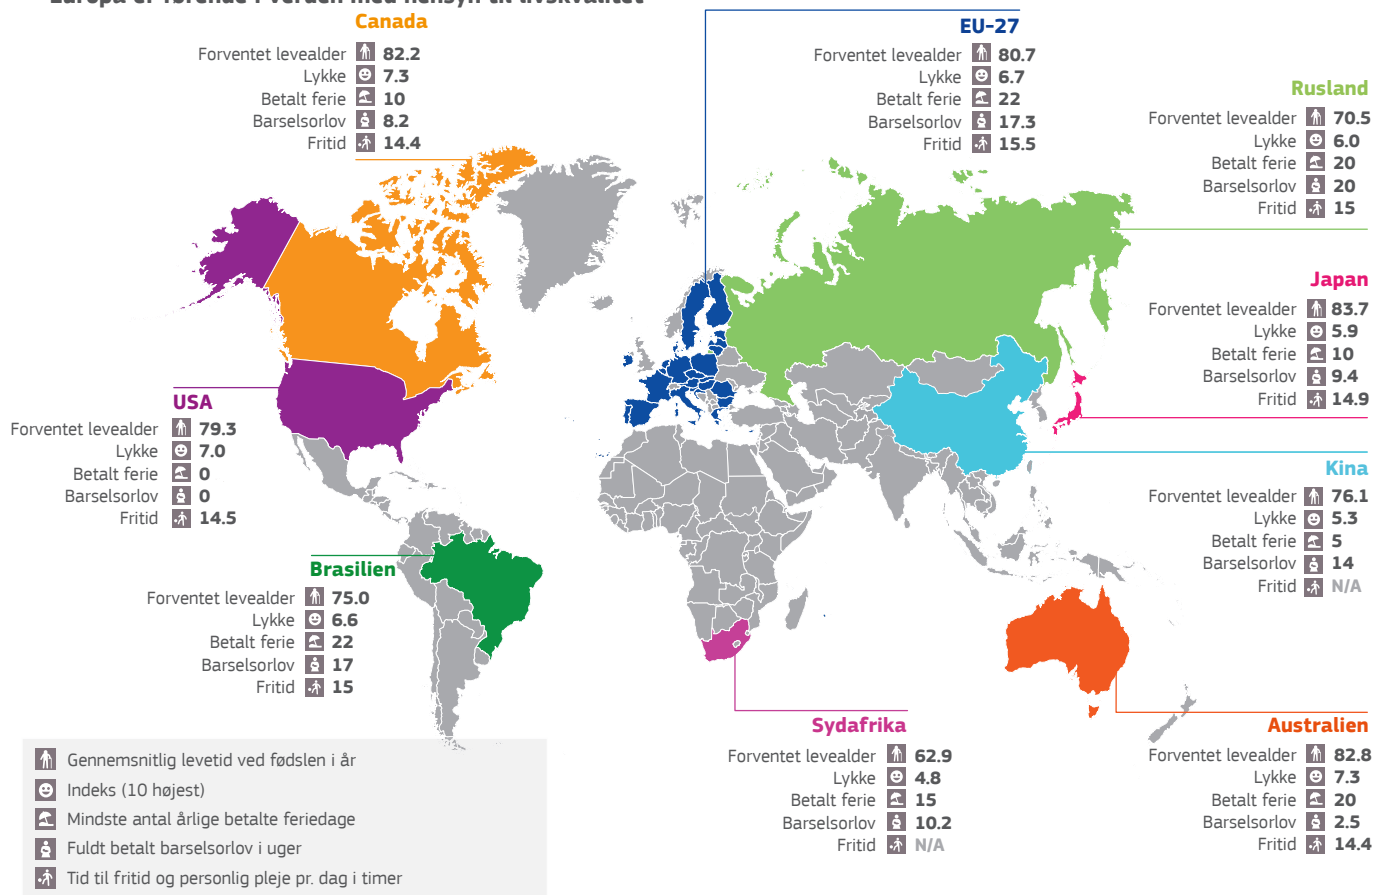 Europa er førende i verden med hensyn til livskvalitet
Canada
Forventet levealder 82.2
Lykke 7.3
Betalt ferie 10
Barselsorlov 8.2
Fritid 14.4
EU-27
Forventet levealder 80.7
Lykke 6.7
Betalt ferie 22
Barselsorlov 17.3
Fritid 15.5
Rusland
Forventet levealder 70.5
Lykke 6.0
Betalt ferie 20
Barselsorlov 20
Fritid 15
Japan
Forventet levealder 83.7
Lykke 5.9
Betalt ferie 10
Barselsorlov 9.4
Fritid 14.9
USA
Forventet levealder 79.3
Lykke 7.0
Betalt ferie 0
Barselsorlov 0
Fritid 14.5
Kina
Forventet levealder 76.1
Lykke 5.3
Betalt ferie 5
Barselsorlov 14
Fritid N/A
Brasilien
Forventet levealder 75.0
Lykke 6.6
Betalt ferie 22
Barselsorlov 17
Fritid 15
Sydafrika
Forventet levealder 62.9
Lykke 4.8
Betalt ferie 15
Barselsorlov 10.2
Fritid N/A
Australien
Forventet levealder 82.8
Lykke 7.3
Betalt ferie 20
Barselsorlov 2.5
Fritid 14.4
Gennemsnitlig levetid ved fødslen i år
Indeks (10 højest)
Mindste antal årlige betalte feriedage
Fuldt betalt barselsorlov i uger
Tid til fritid og personlig pleje pr. dag i timer